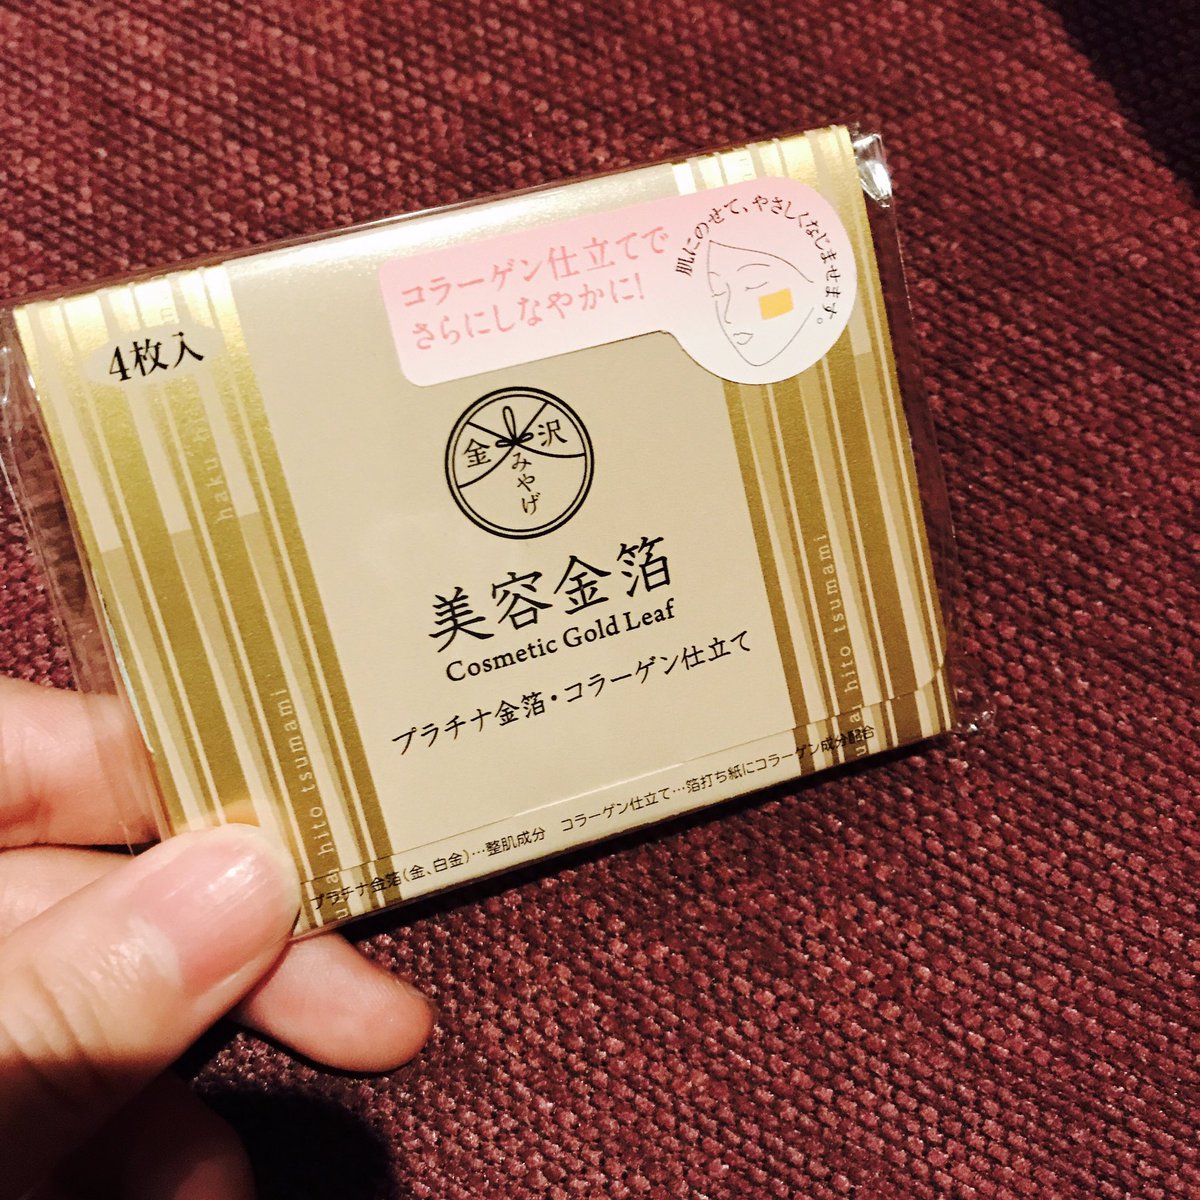 4枚入
コラーゲン仕立てで
さらにしなやかに!
肌にのせて、やさしくなじませます。
金沢
みやげ
美容金箔
Cosmetic Gold Leaf
プラチナ金箔・コラーゲン仕立て
プラチナ金箔(金、白金)…整肌成分 コラーゲン仕立て…箔打ち紙にコラーゲン成分配合
haku
hito tsumami
hito tsumami